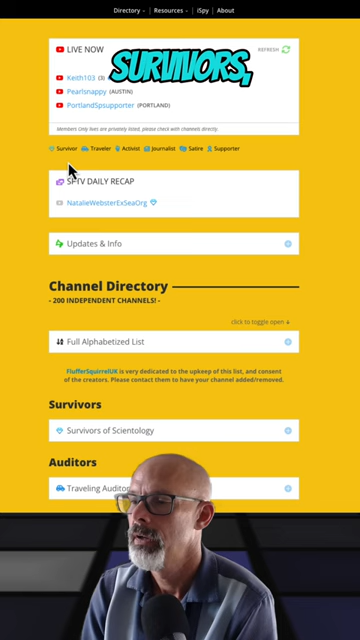 Directory Resources iSpy About
LIVE NOW
SURVIVORS,
REFRESH
Keith103 (3)
Pearlsnappy (AUSTIN)
PortlandSpsupporter (PORTLAND)
Members Only lives are privately listed, please check with channels directly.
Survivor Traveler Activist Journalist Satire Supporter
SPTV DAILY RECAP
NatalieWebsterExSeaOrg
Updates & Info
Channel Directory
- 200 INDEPENDENT CHANNELS! -
click to toggle open
Full Alphabetized List
FlufferSquirrelUK is very dedicated to the upkeep of this list, and consent
of the creators. Please contact them to have your channel added/removed.
Survivors
Survivors of Scientology
Auditors
Traveling Auditor